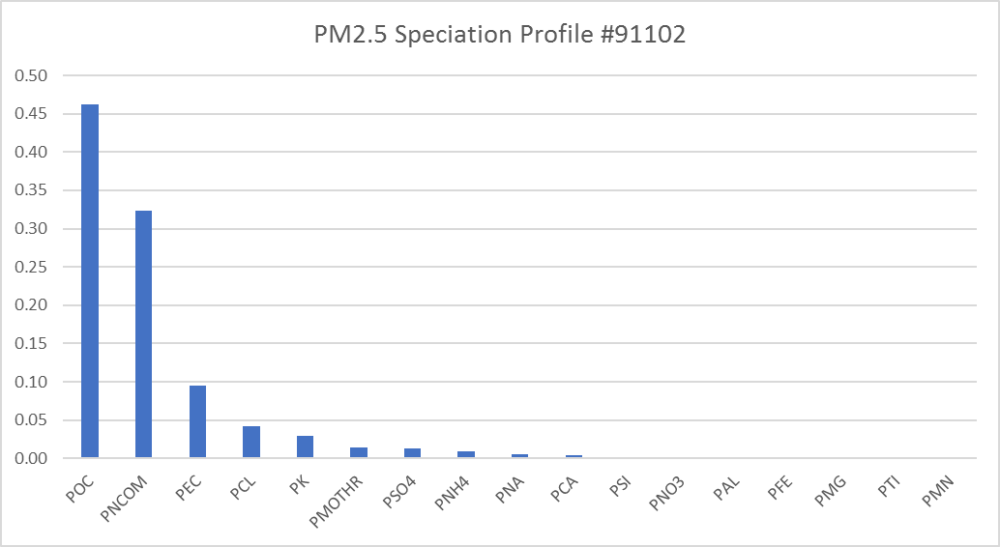 PM2.5 Speciation Profile #91102
0.50
0.45
0.40
0.35
0.30
0.25
0.20
0.15
0.10
0.05
0.00
POC
PNCOM
PEC
PCL
PK
PMOTHR
PSO4
PNH4
PNA
PCA
PSI
PNO3
PAL
PFE
PMG
PTI
PMN